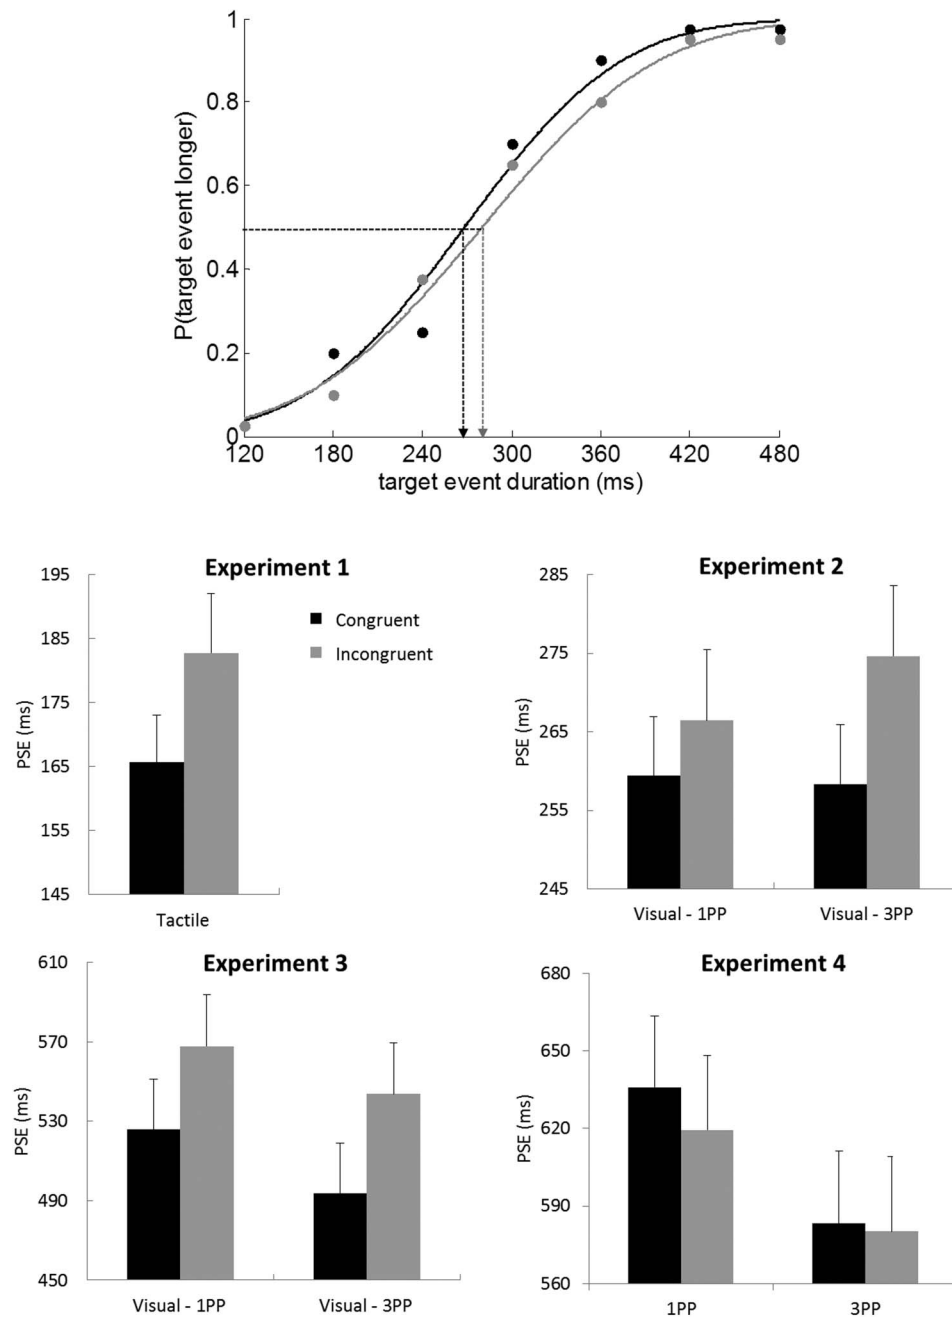 1
0.8
0.6
0.4
0.2
0
P(target event longer)
120 180 240 300 360 420 480
target event duration (ms)
Experiment 1
195
185
175
165
155
145
PSE (ms)
Congruent
Incongruent
Tactile
Experiment 2
285
275
265
255
245
PSE (ms)
Visual - 1PP Visual - 3PP
Experiment 3
610
570
530
490
450
PSE (ms)
Visual - 1PP Visual - 3PP
Experiment 4
680
650
620
590
560
PSE (ms)
1PP 3PP